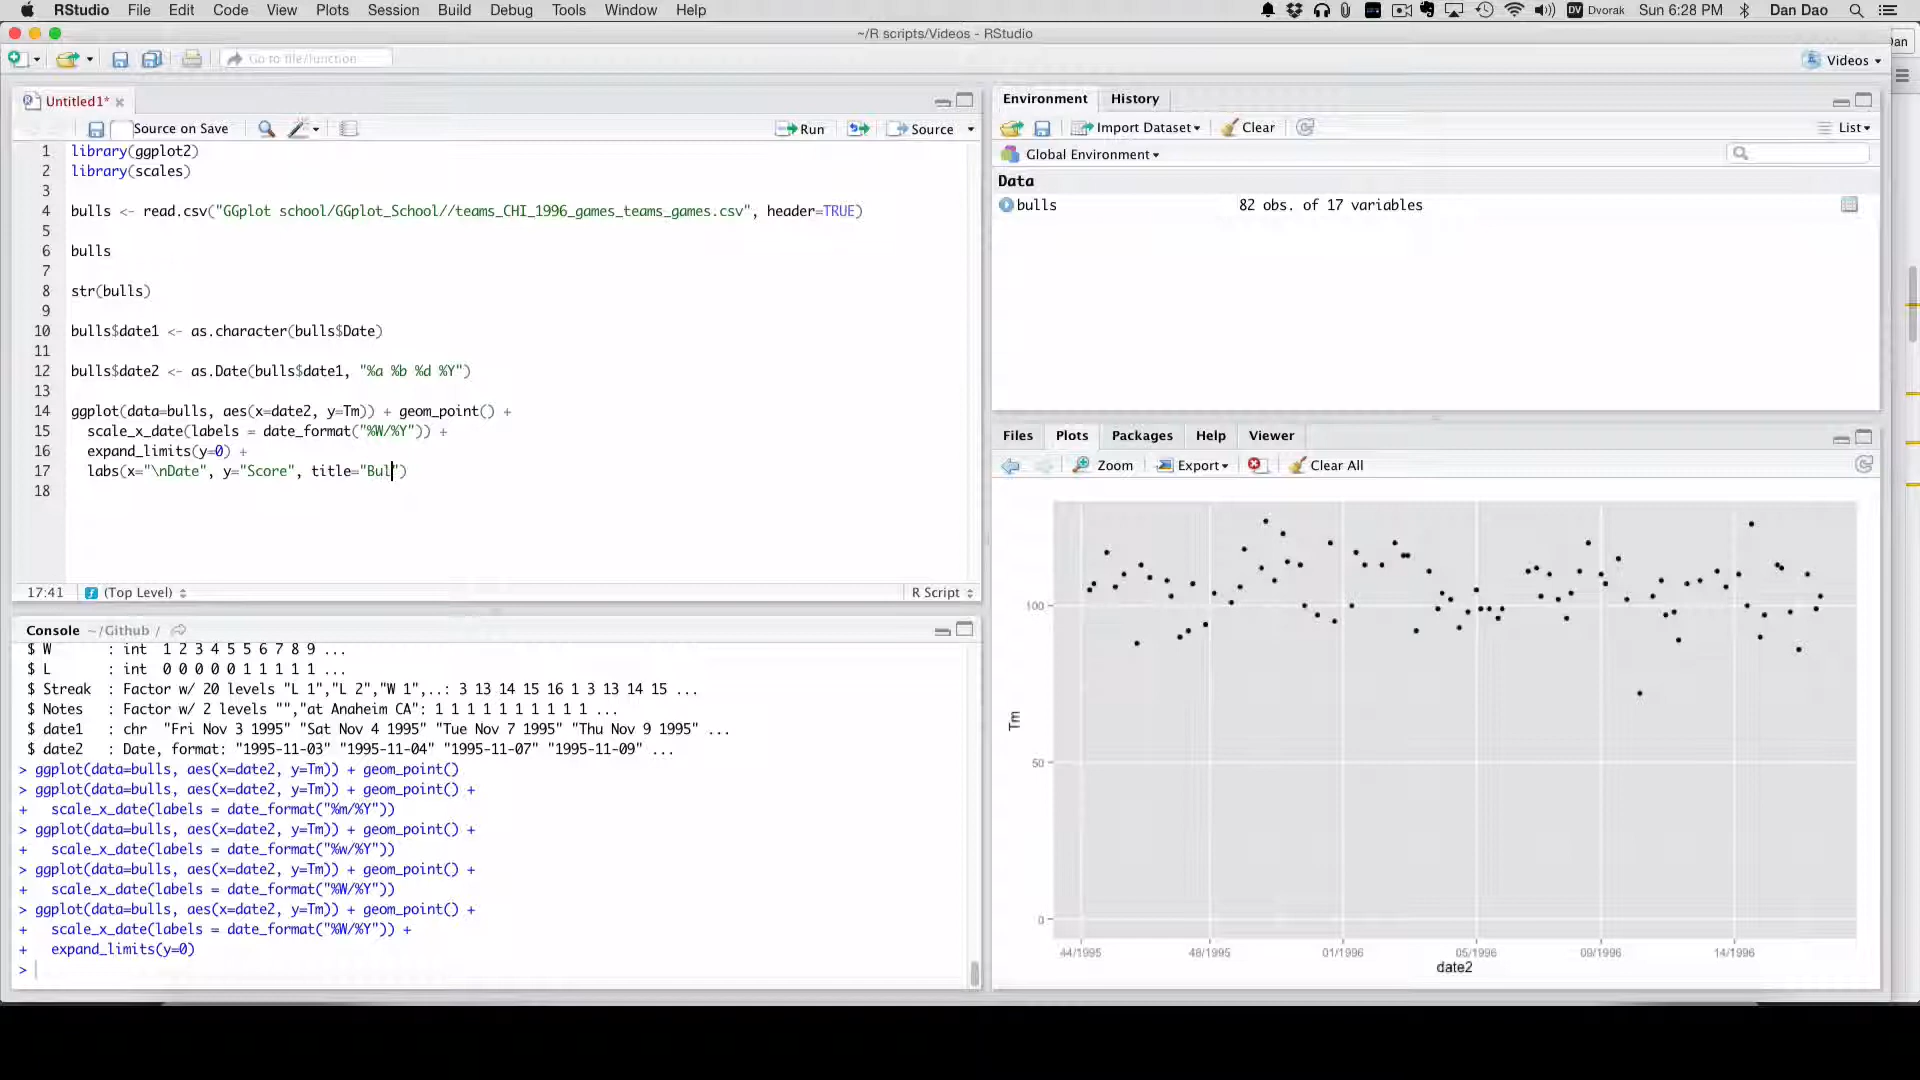 RStudio File Edit Code View Plots Session Build Debug Tools Window Help Dvorak Sun 6:28 PM Dan Dao
~/R scripts/Videos - RStudio
Go to file/function Videos
Untitled1*
Source on Save Run Source
1 library(ggplot2)
2 library(scales)
3
4 bulls <- read.csv("GGplot school/GGplot_School//teams_CHI_1996_games_teams_games.csv", header=TRUE)
5
6 bulls
7
8 str(bulls)
9
10 bulls$date1 <- as.character(bulls$Date)
11
12 bulls$date2 <- as.Date(bulls$date1, "%a %b %d %Y")
13
14 ggplot(data=bulls, aes(x=date2, y=Tm)) + geom_point() +
15 scale_x_date(labels = date_format("%W/%Y")) +
16 expand_limits(y=0) +
17 labs(x="\nDate", y="Score", title="Bul")
18
17:41 (Top Level) R Script
Console ~/Github/
$ W : int 1 2 3 4 5 5 6 7 8 9 ...
$ L : int 0 0 0 0 0 1 1 1 1 1 ...
$ Streak : Factor w/ 20 levels "L 1","L 2","W 1",..: 3 13 14 15 16 1 3 13 14 15 ...
$ Notes : Factor w/ 2 levels "","at Anaheim CA": 1 1 1 1 1 1 1 1 1 1 ...
$ date1 : chr "Fri Nov 3 1995" "Sat Nov 4 1995" "Tue Nov 7 1995" "Thu Nov 9 1995" ...
$ date2 : Date, format: "1995-11-03" "1995-11-04" "1995-11-07" "1995-11-09" ...
> ggplot(data=bulls, aes(x=date2, y=Tm)) + geom_point()
> ggplot(data=bulls, aes(x=date2, y=Tm)) + geom_point() +
+ scale_x_date(labels = date_format("%m/%Y"))
> ggplot(data=bulls, aes(x=date2, y=Tm)) + geom_point() +
+ scale_x_date(labels = date_format("%w/%Y"))
> ggplot(data=bulls, aes(x=date2, y=Tm)) + geom_point() +
+ scale_x_date(labels = date_format("%W/%Y"))
> ggplot(data=bulls, aes(x=date2, y=Tm)) + geom_point() +
+ scale_x_date(labels = date_format("%W/%Y")) +
+ expand_limits(y=0)
>
Environment History
Import Dataset Clear List
Global Environment
Data
bulls 82 obs. of 17 variables
Files Plots Packages Help Viewer
Zoom Export Clear All
100
Tm
50
0
44/1995 48/1995 01/1996 05/1996 09/1996 14/1996
date2